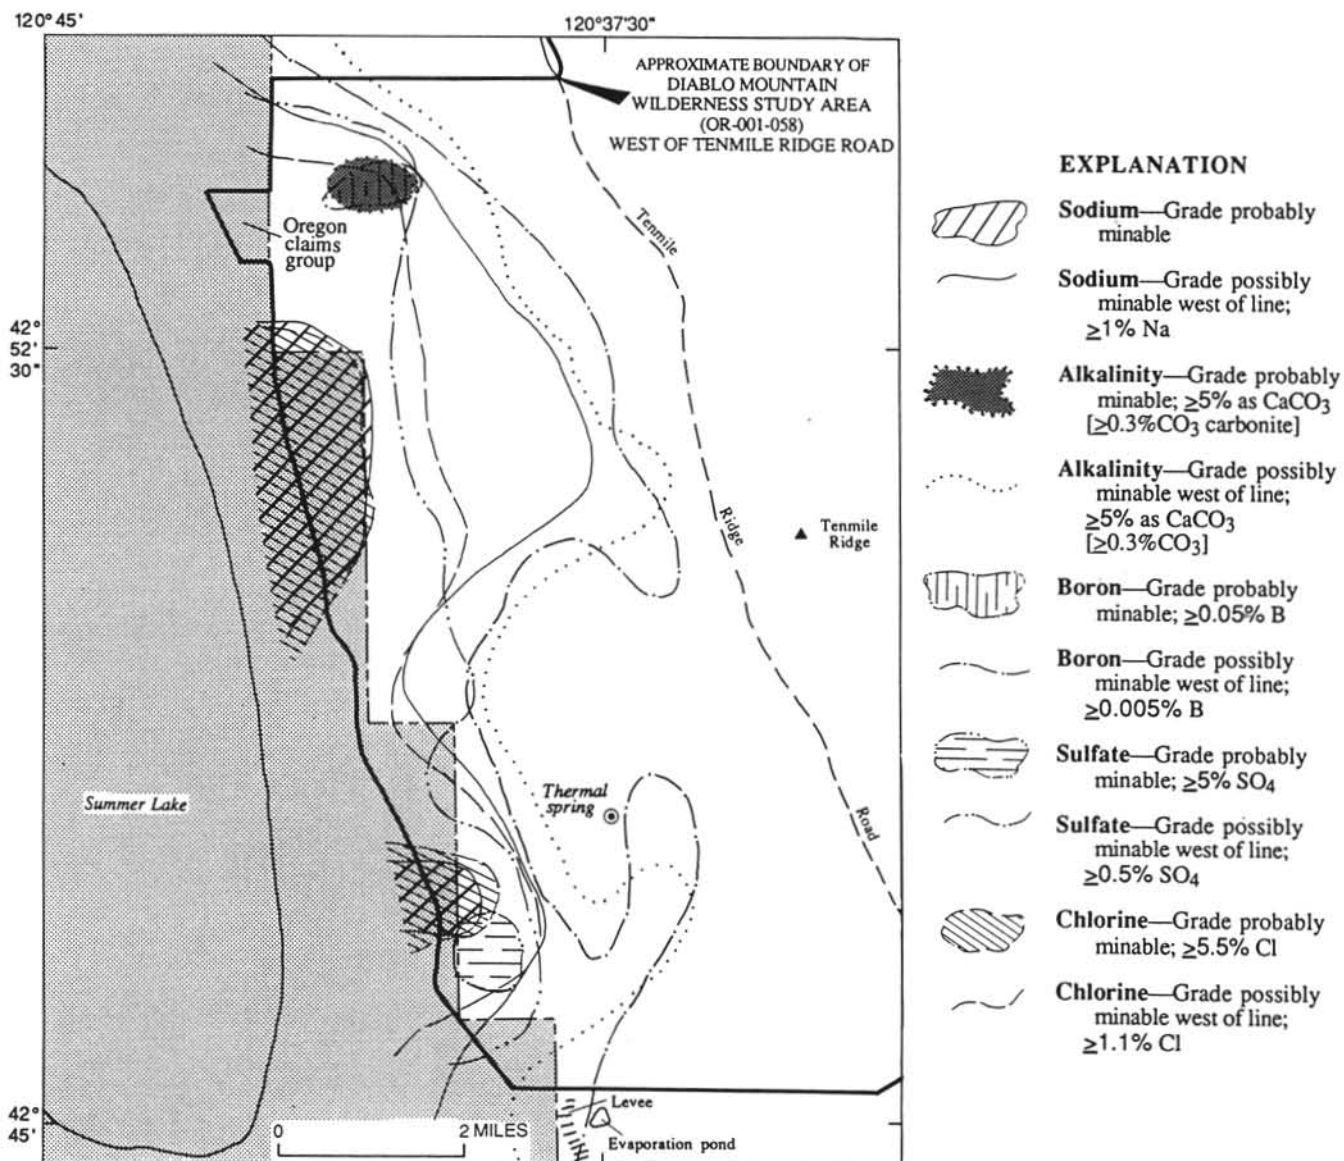 120°45'
120°37'30"
APPROXIMATE BOUNDARY OF
DIABLO MOUNTAIN
WILDERNESS STUDY AREA
(OR-001-058)
WEST OF TENMILE RIDGE ROAD
Oregon
claims
group
Tenmile
42°
52'
30"
Ridge
Tenmile
Ridge
Summer Lake
Thermal
spring
Road
42°
45'
0
2 MILES
Levee
Evaporation pond
EXPLANATION
Sodium—Grade probably
minable
Sodium—Grade possibly
minable west of line;
≥1% Na
Alkalinity—Grade probably
minable; ≥5% as CaCO3
[≥0.3%CO3 carbonite]
Alkalinity—Grade possibly
minable west of line;
≥5% as CaCO3
[≥0.3%CO3]
Boron—Grade probably
minable; ≥0.05% B
Boron—Grade possibly
minable west of line;
≥0.005% B
Sulfate—Grade probably
minable; ≥5% SO4
Sulfate—Grade possibly
minable west of line;
≥0.5% SO4
Chlorine—Grade probably
minable; ≥5.5% Cl
Chlorine—Grade possibly
minable west of line;
≥1.1% Cl